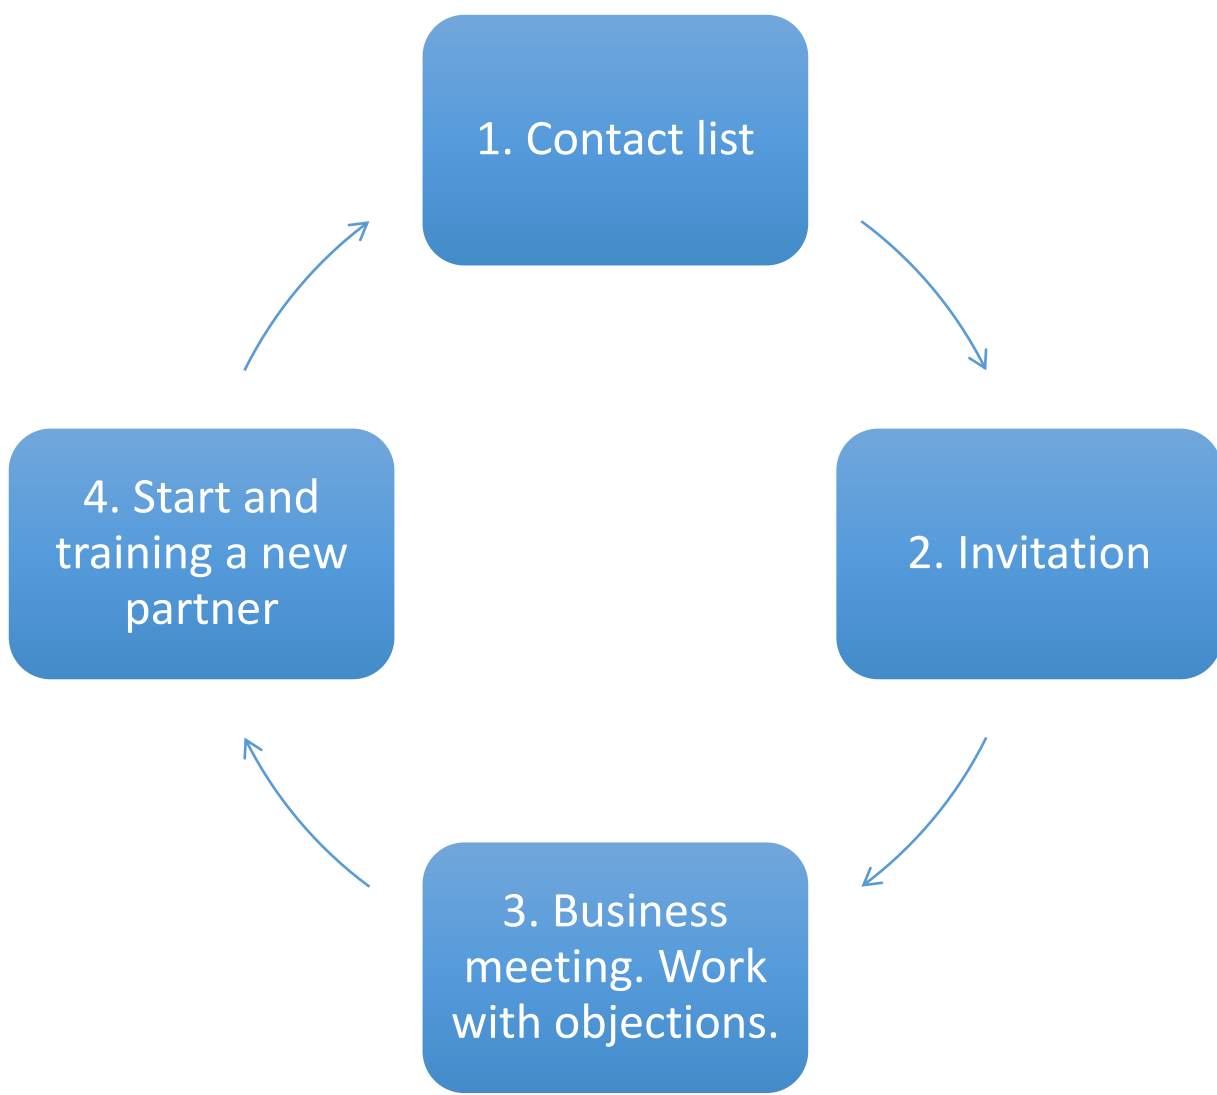 1. Contact list
2. Invitation
3. Business
meeting. Work
with objections.
4. Start and
training a new
partner